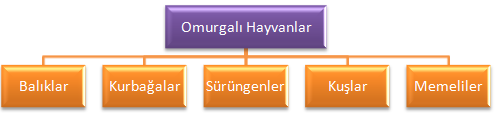 Omurgalı Hayvanlar
Balıklar
Kurbağalar
Sürüngenler
Kuşlar
Memeliler